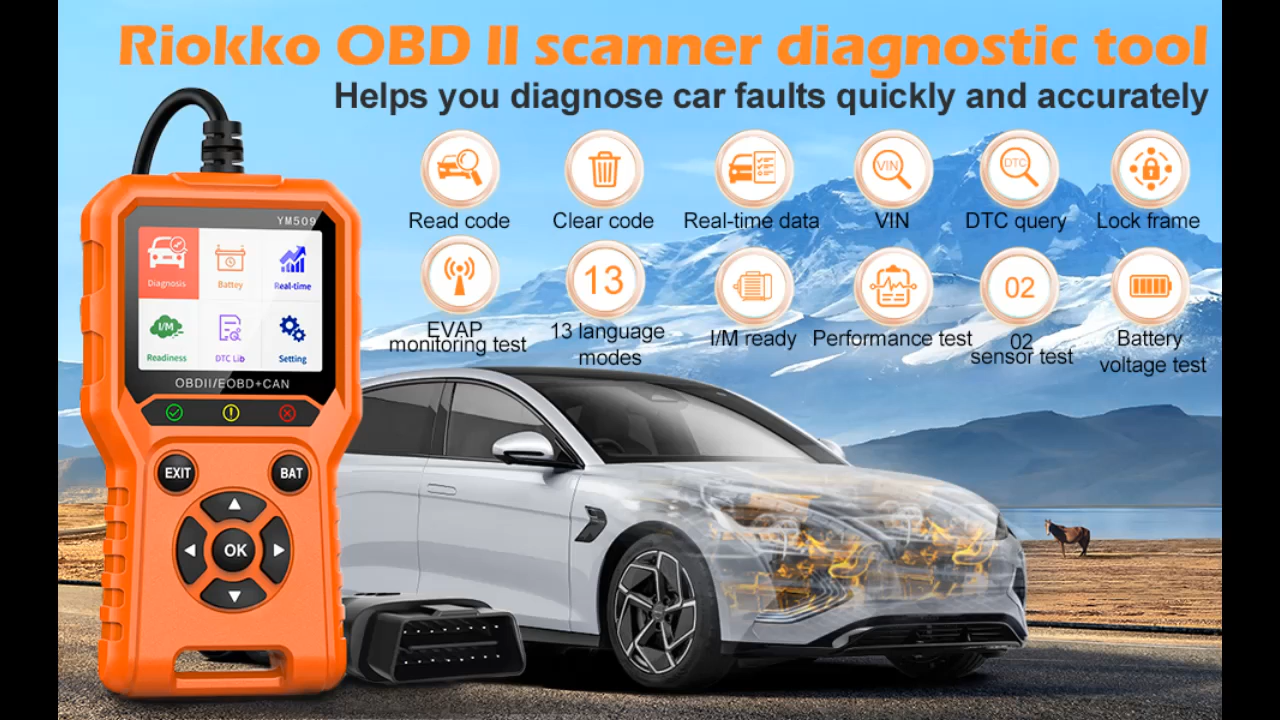 Riokko OBD II scanner diagnostic tool
Helps you diagnose car faults quickly and accurately
VIN
DTC
Read code
Clear code
Real-time data
VIN
DTC query
Lock frame
13
02
EVAP
monitoring test
13 language
modes
I/M ready
Performance test
02
sensor test
Battery
voltage test
YM509
Diagnosis
Battey
Real-time
I/M
Readiness
DTC Lib
Setting
OBDII/EOBD+CAN
EXIT
BAT
OK